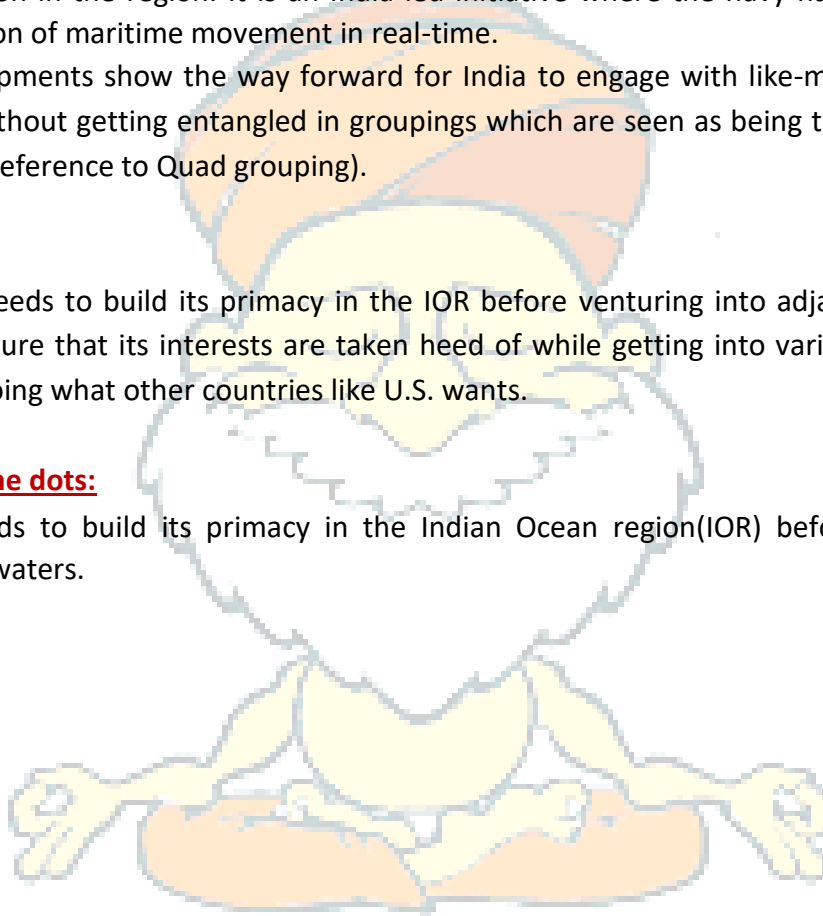 on in the region. It is an India-led initiative where the navy ha
on of maritime movement in real-time.
pments show the way forward for India to engage with like-m
thout getting entangled in groupings which are seen as being t
eference to Quad grouping).
eeds to build its primacy in the IOR before venturing into adja
ure that its interests are taken heed of while getting into vari
oing what other countries like U.S. wants.
ne dots:
ds to build its primacy in the Indian Ocean region(IOR) befo
waters.